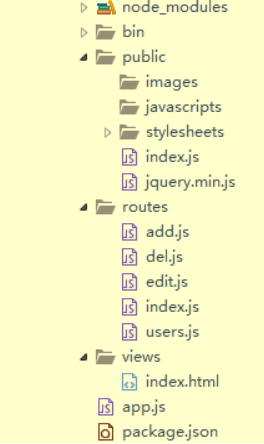 node_modules
bin
public
images
javascripts
stylesheets
index.js
jquery.min.js
routes
add.js
del.js
edit.js
index.js
users.js
views
index.html
app.js
package.json